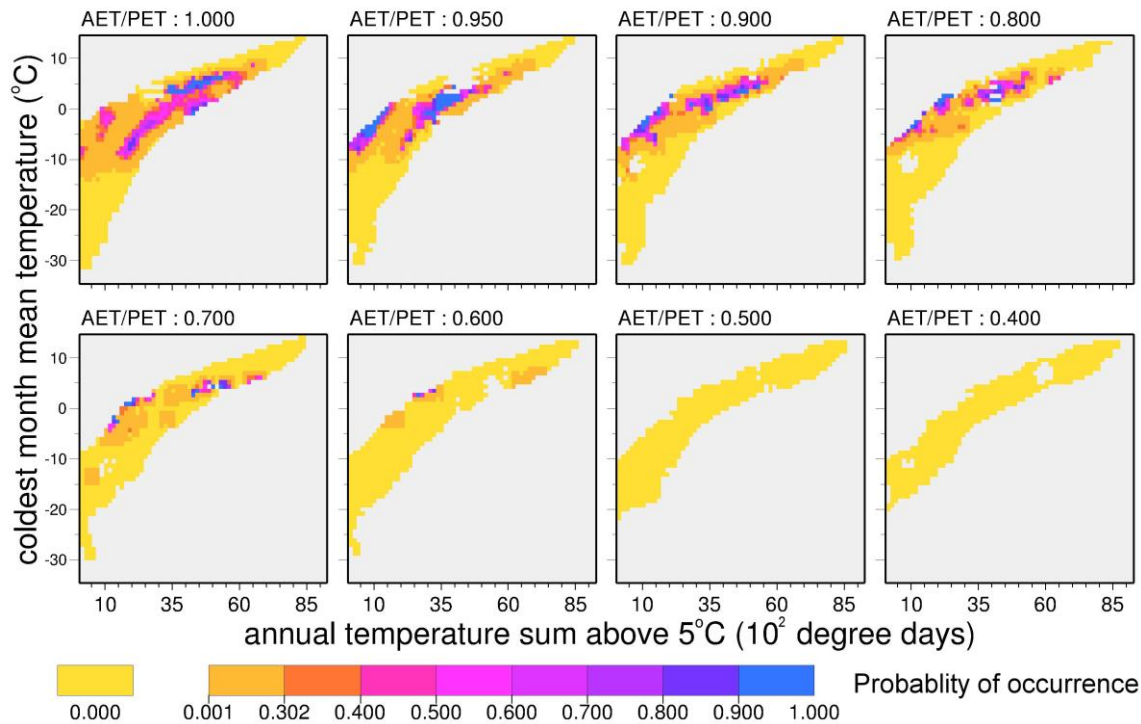 AET/PET : 1.000 AET/PET : 0.950 AET/PET : 0.900 AET/PET : 0.800
10
0
-10
-20
-30
AET/PET : 0.700 AET/PET : 0.600 AET/PET : 0.500 AET/PET : 0.400
10
0
-10
-20
-30
coldest month mean temperature (°C)
10 35 60 85 10 35 60 85 10 35 60 85 10 35 60 85
annual temperature sum above 5°C (10² degree days)
Probablity of occurrence
0.000 0.001 0.302 0.400 0.500 0.600 0.700 0.800 0.900 1.000